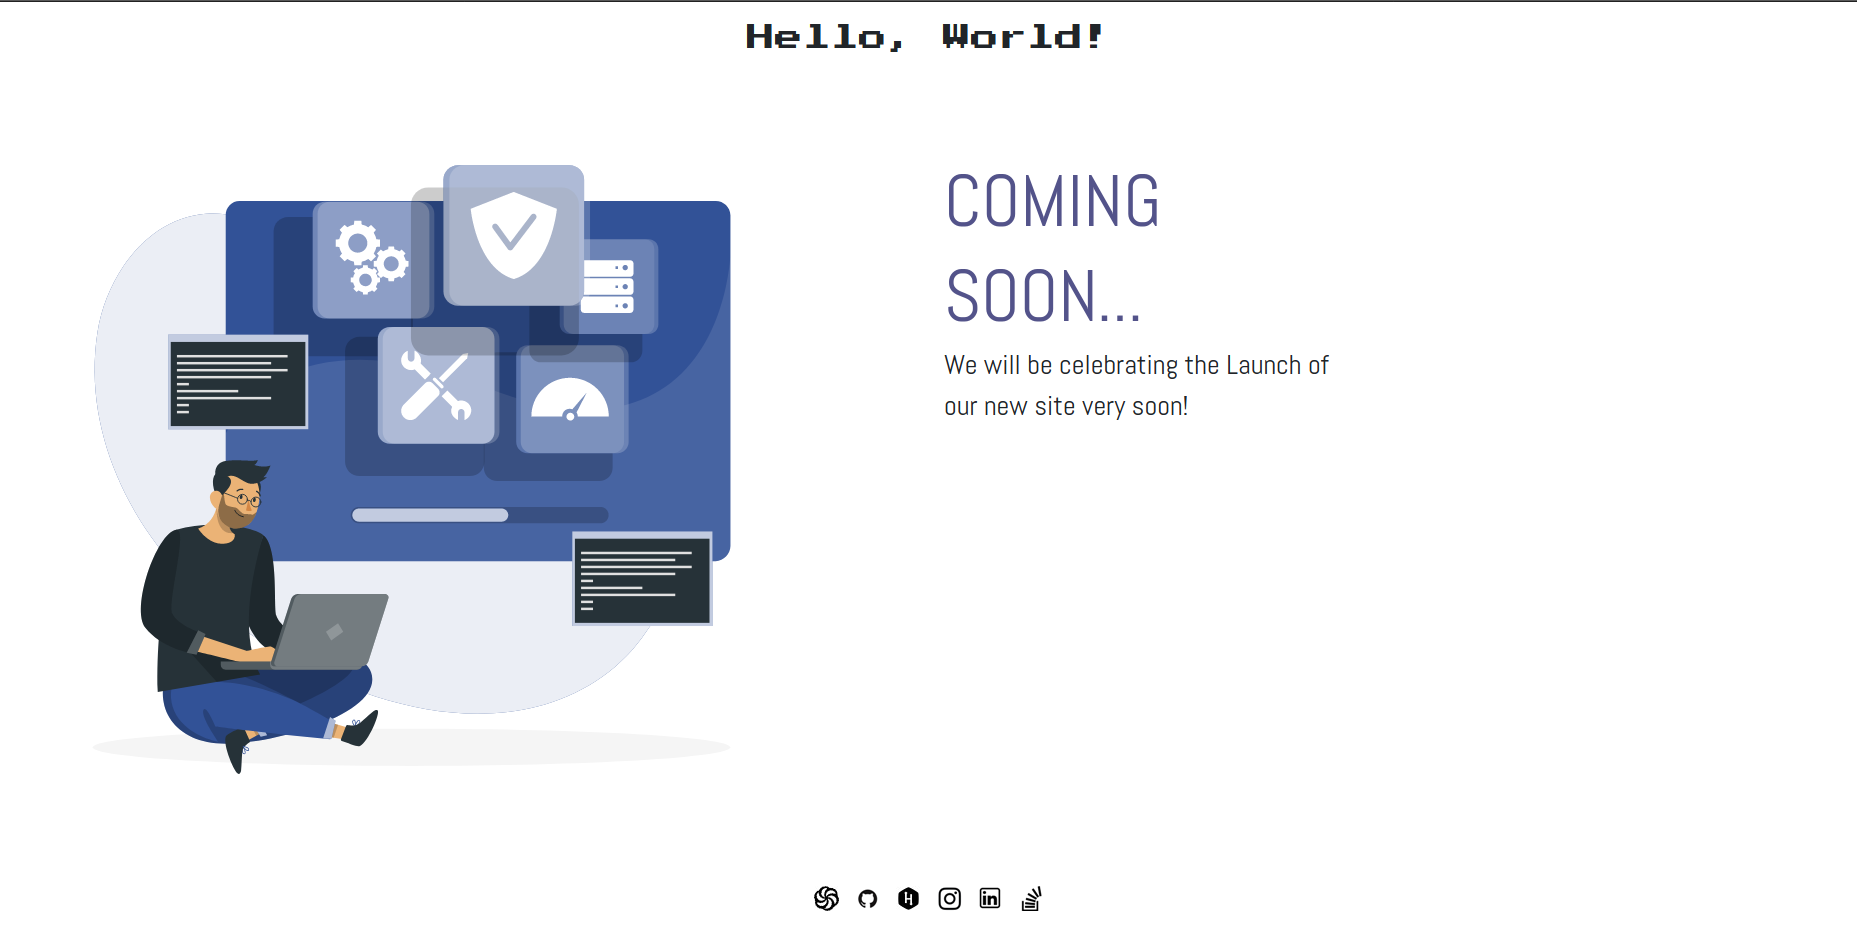 Hello, World!
COMING
SOON...
We will be celebrating the Launch of
our new site very soon!